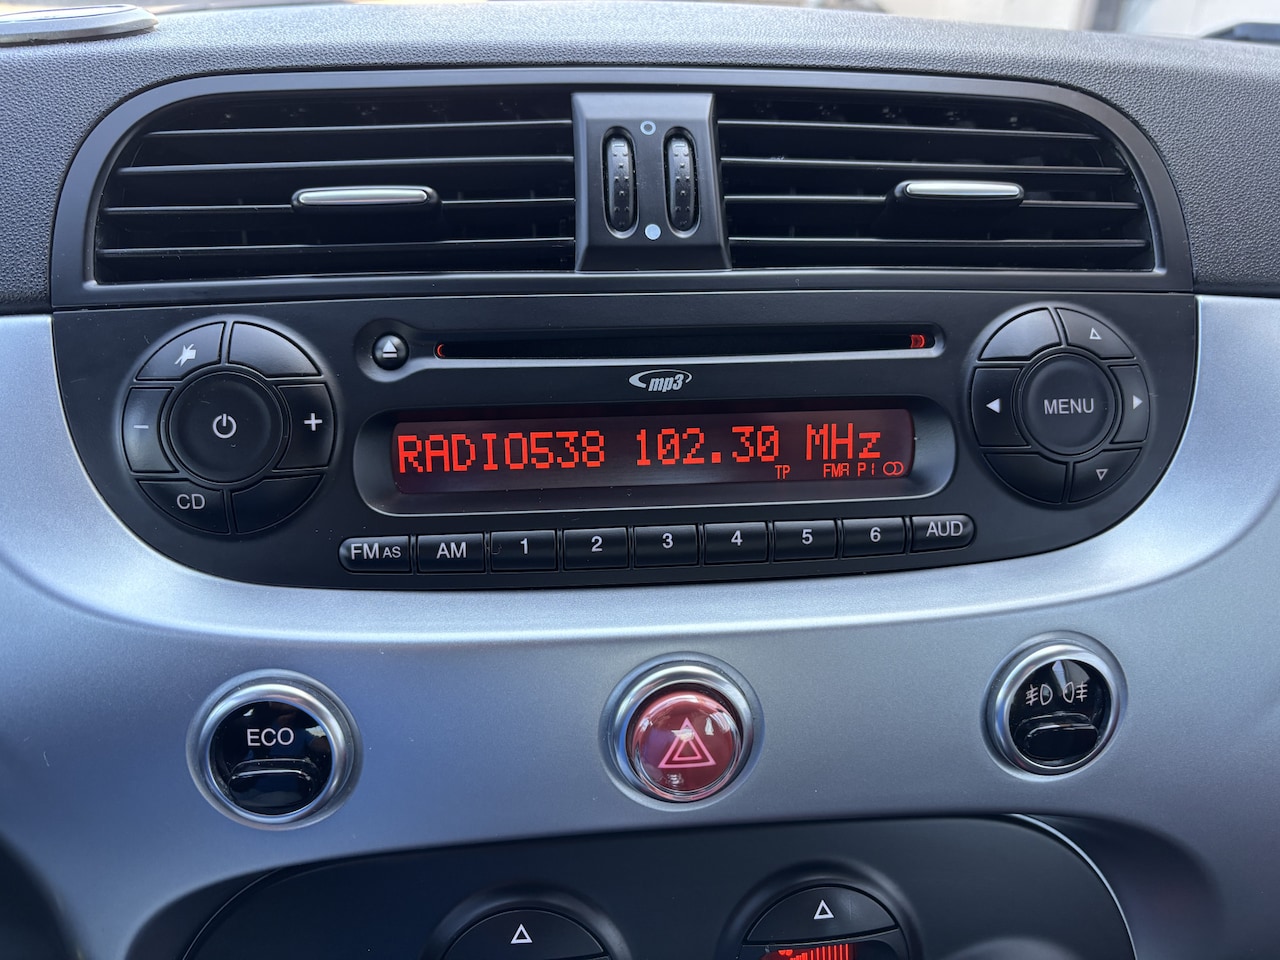 mp3
RADIO538 102.30 MHz
TP FMA P1
MENU
CD
FM AS AM 1 2 3 4 5 6 AUD
ECO